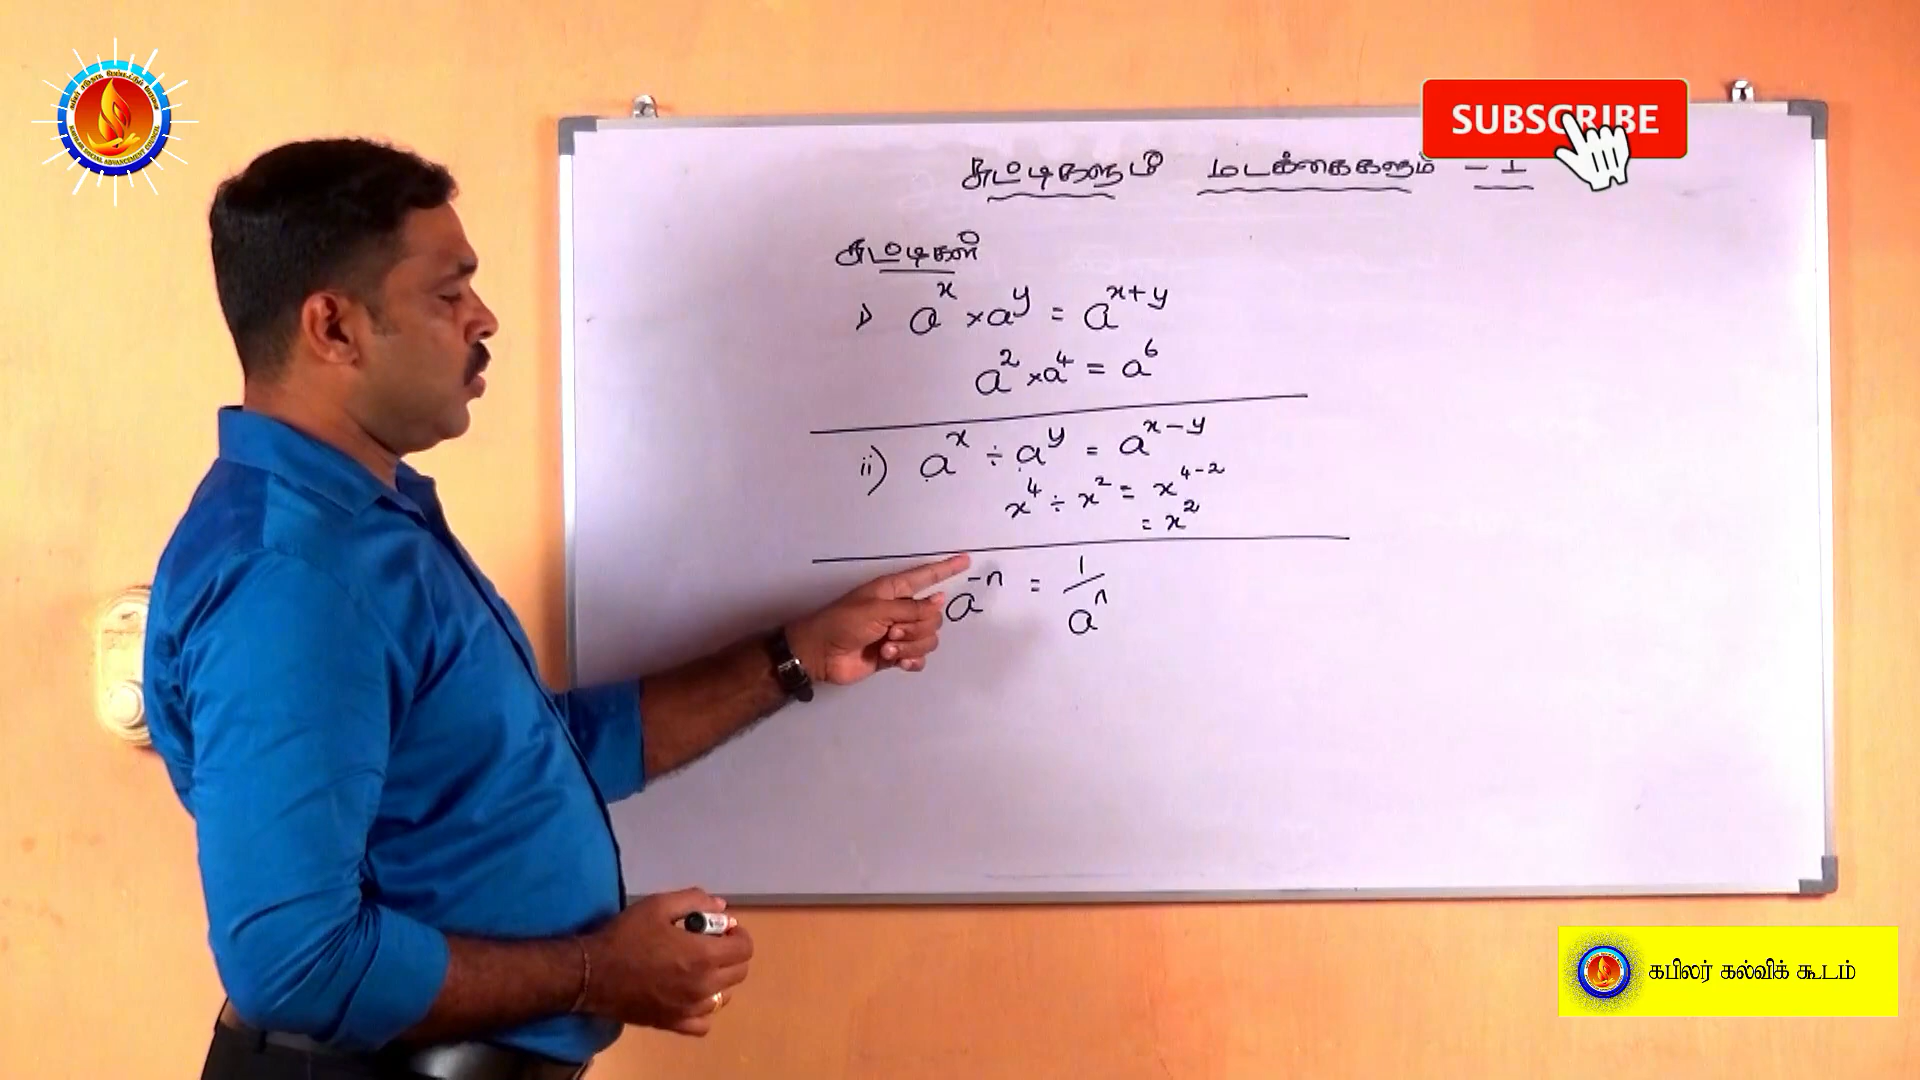 SUBSCRIBE
சுட்டிகளும் மடக்கைகளும் - 1
சுட்டிகள்
i) a^x × a^y = a^(x+y)
a^2 × a^4 = a^6
ii) a^x ÷ a^y = a^(x-y)
x^4 ÷ x^2 = x^(4-2)
= x^2
a^(-n) = 1/a^n
கபிலர் கல்விக் கூடம்